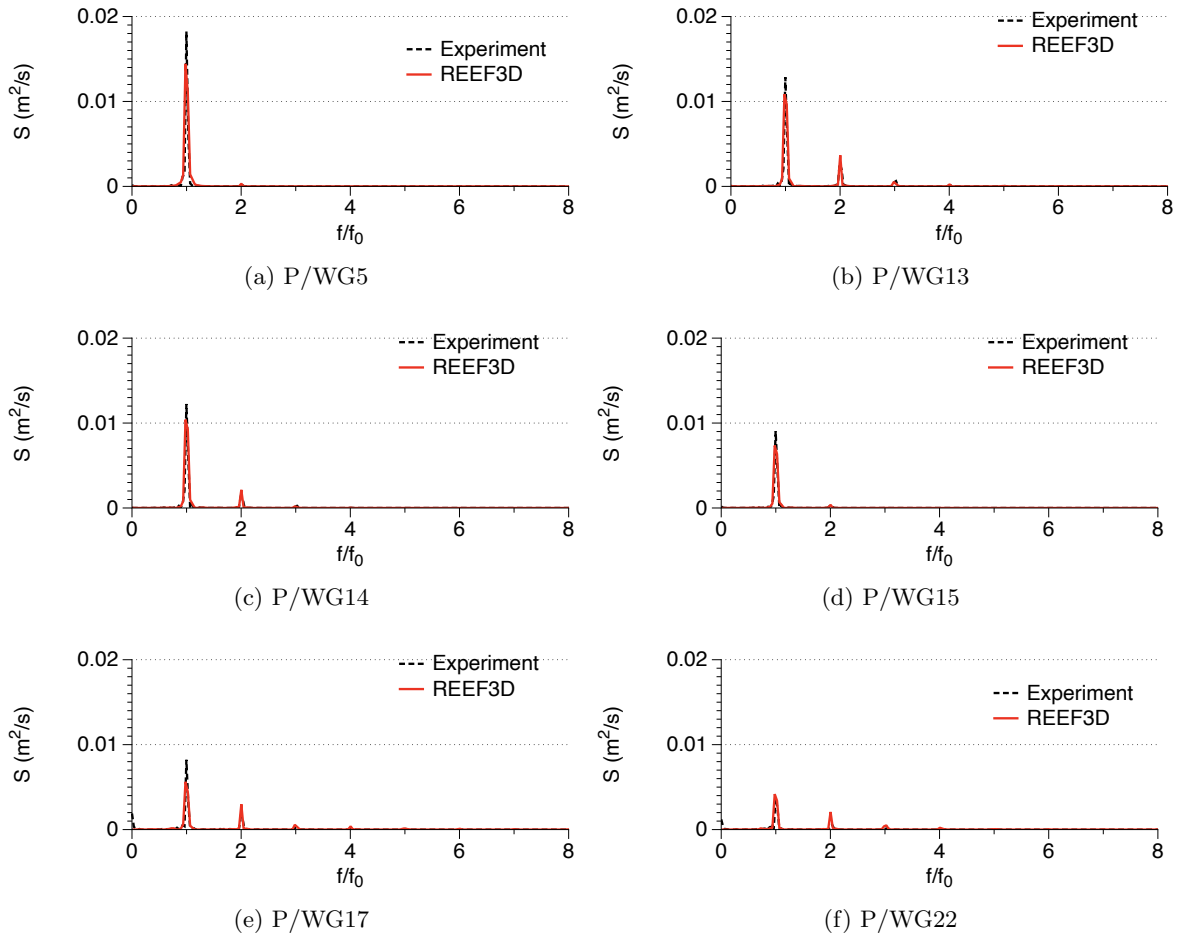 S (m²/s)
0.02
0.01
0
Experiment
REEF3D
0 2 4 6 8
f/f₀
(a) P/WG5
S (m²/s)
0.02
0.01
0
Experiment
REEF3D
0 2 4 6 8
f/f₀
(b) P/WG13
S (m²/s)
0.02
0.01
0
Experiment
REEF3D
0 2 4 6 8
f/f₀
(c) P/WG14
S (m²/s)
0.02
0.01
0
Experiment
REEF3D
0 2 4 6 8
f/f₀
(d) P/WG15
S (m²/s)
0.02
0.01
0
Experiment
REEF3D
0 2 4 6 8
f/f₀
(e) P/WG17
S (m²/s)
0.02
0.01
0
Experiment
REEF3D
0 2 4 6 8
f/f₀
(f) P/WG22